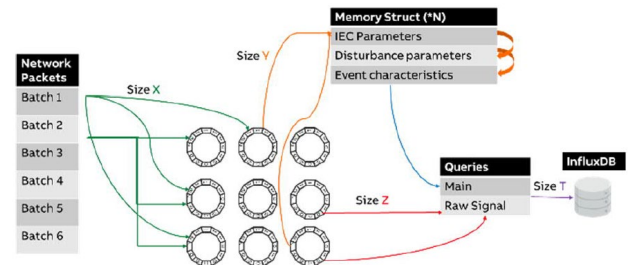 Memory Struct (*N)
IEC Parameters
Disturbance parameters
Event characteristics
Size Y
Network
Packets
Size X
Batch 1
Batch 2
Batch 3
Batch 4
Batch 5
Batch 6
Queries
Main
Raw Signal
Size Z
Size T
InfluxDB